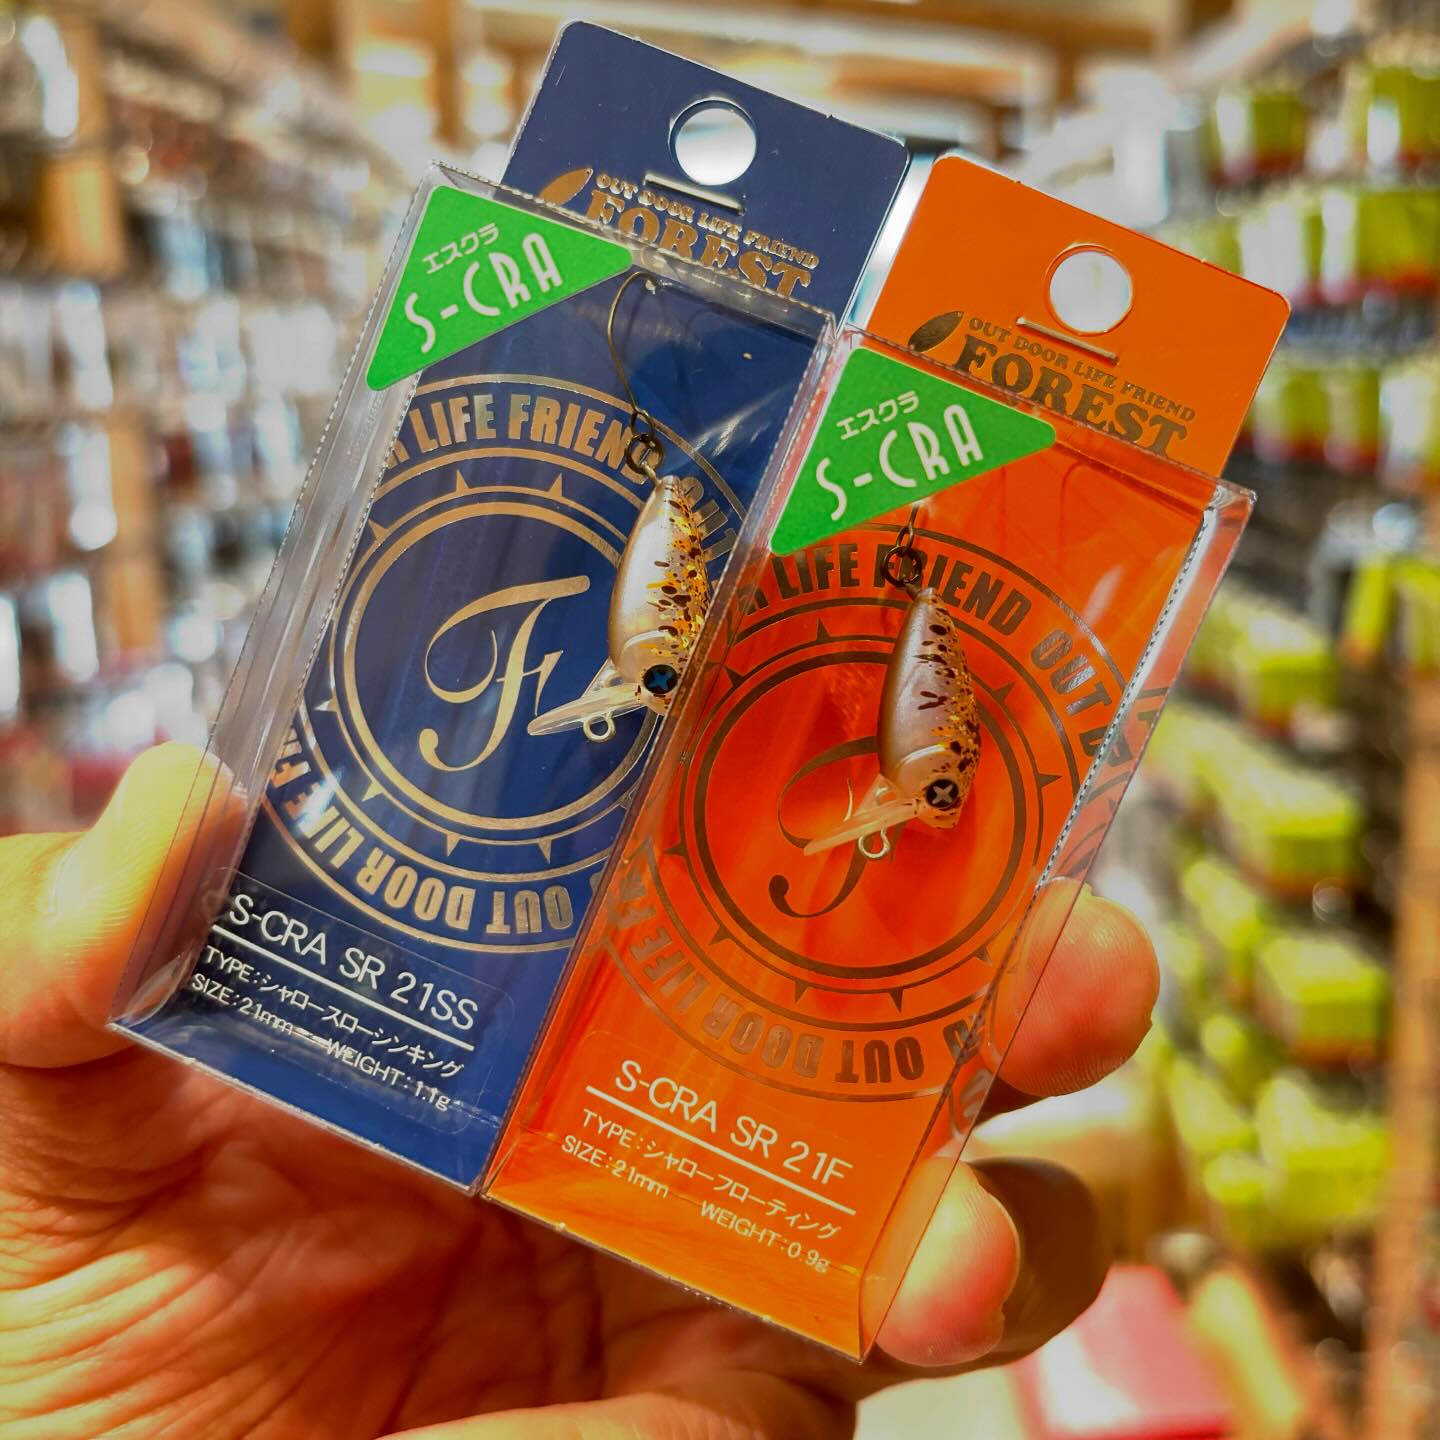 OUT DOOR LIFE FRIEND
FOREST
エスクラ
S-CRA
LIFE FRIEND
F
OUT DOOR LIFE
S-CRA SR 21SS
TYPE:シャロースローシンキング
SIZE:21mm WEIGHT:1.1g
OUT DOOR LIFE FRIEND
FOREST
エスクラ
S-CRA
LIFE FRIEND OUT
F
OUT DOOR LIFE
S-CRA SR 21F
TYPE:シャローフローティング
SIZE:21mm WEIGHT:0.9g